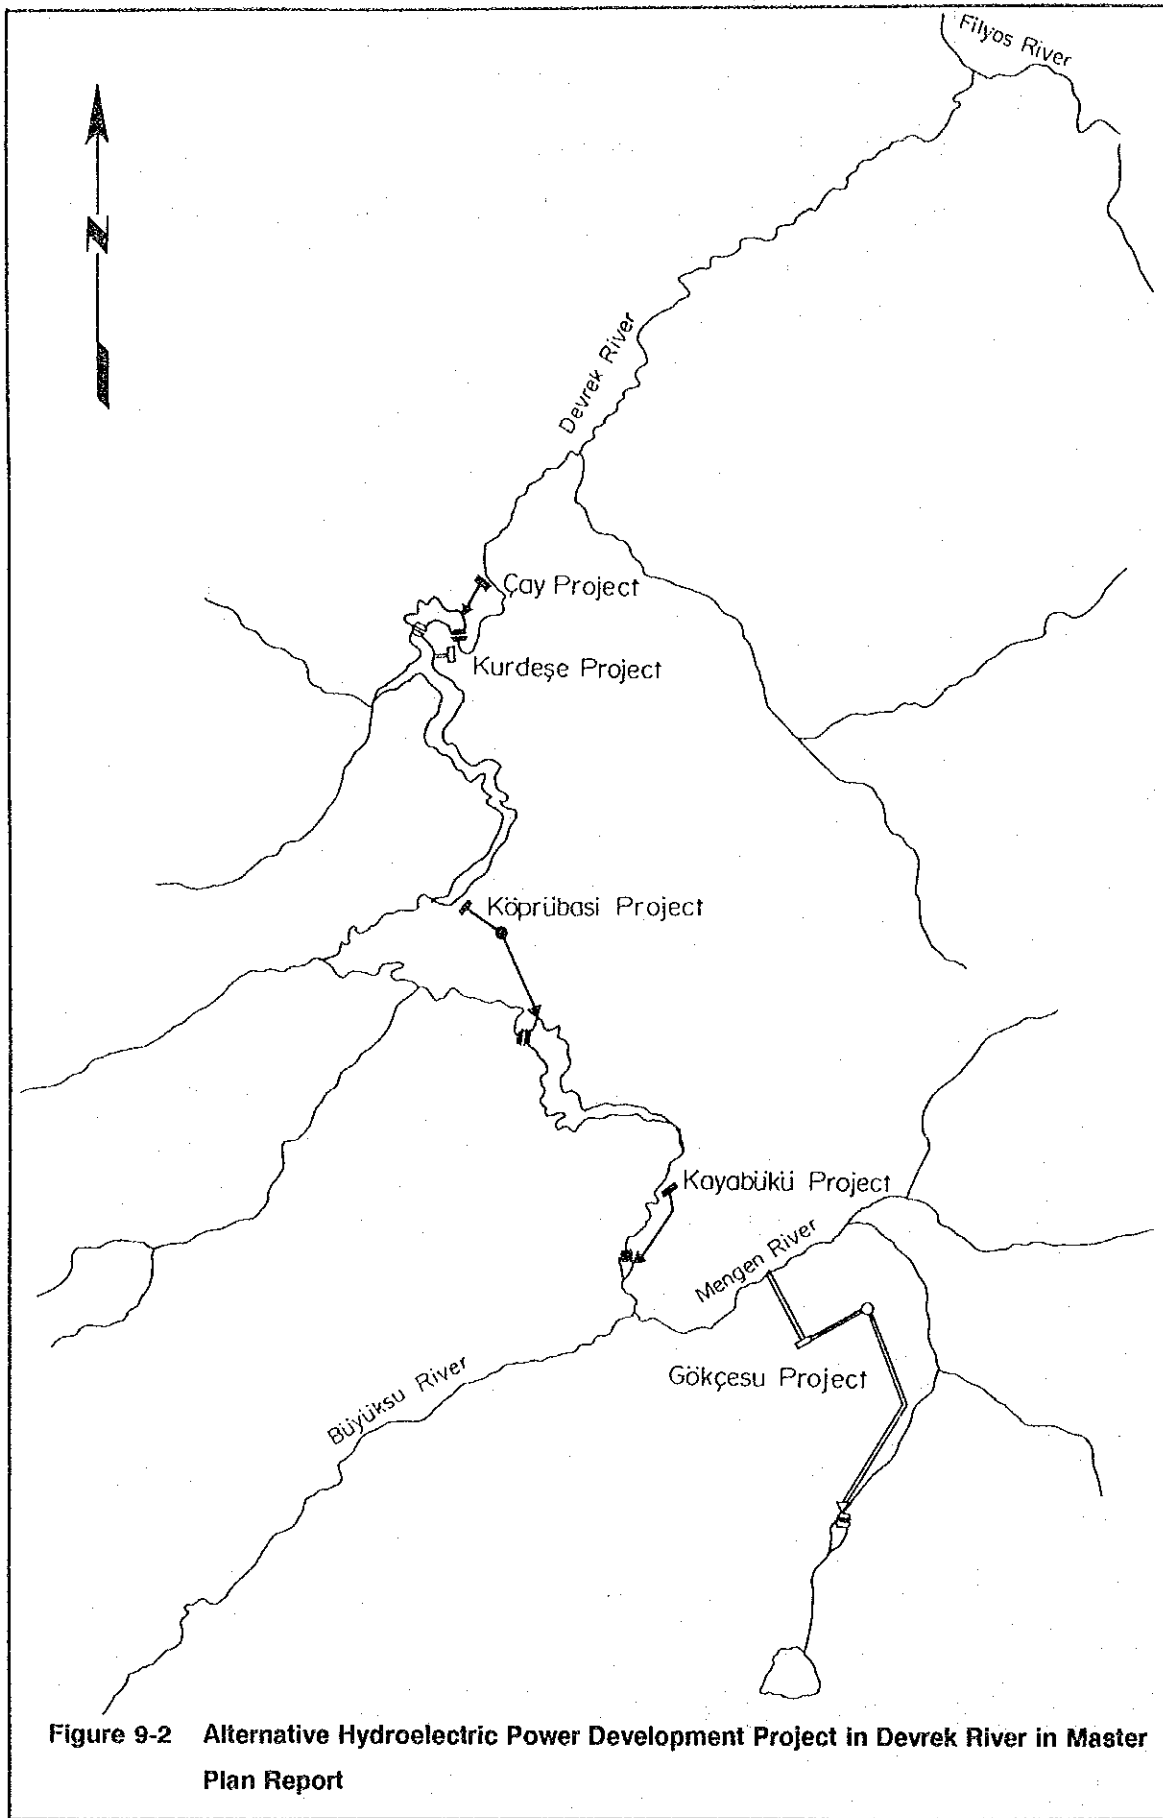 Filyos River
N
Devrek River
Çay Project
Kurdeşe Project
Köprübasi Project
Kayabükü Project
Mengen River
Gökçesu Project
Büyüksu River
Figure 9-2 Alternative Hydroelectric Power Development Project in Devrek River in Master
Plan Report